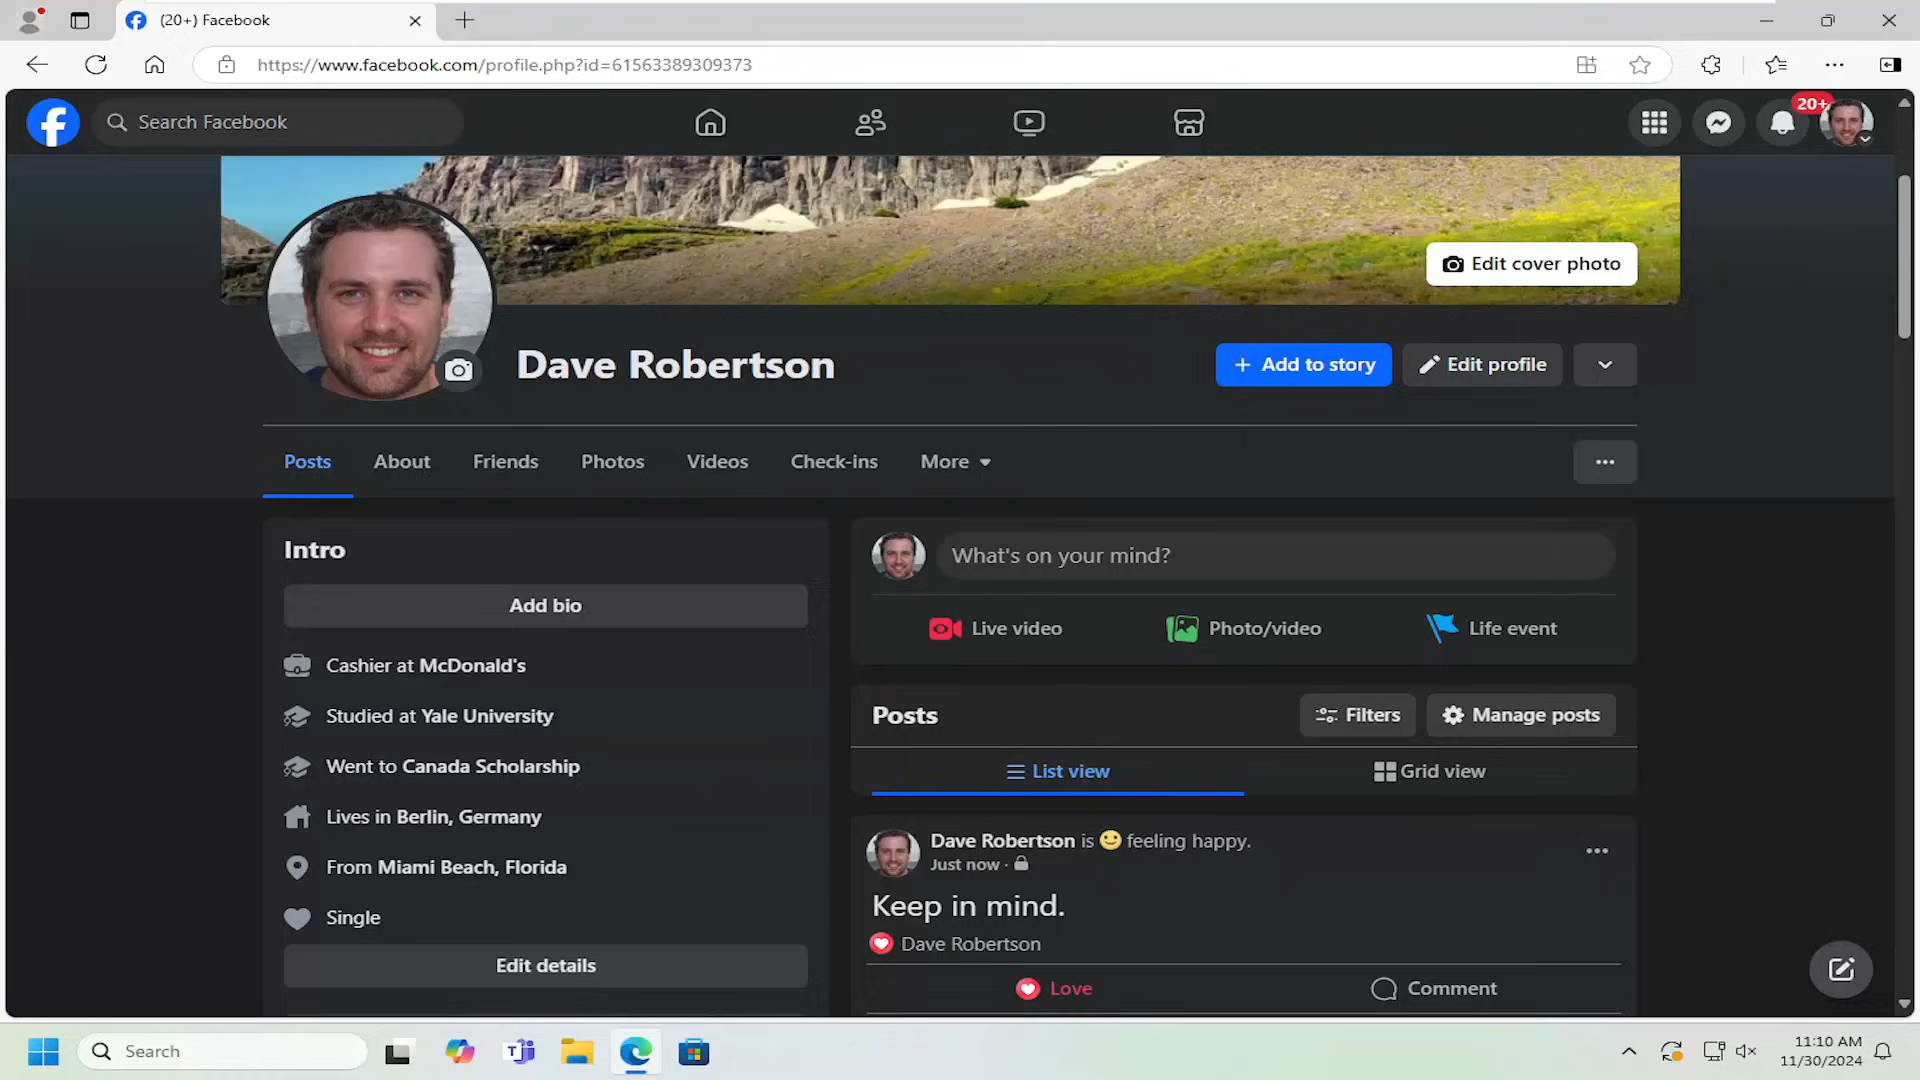 (20+) Facebook
https://www.facebook.com/profile.php?id=61563389309373
Search Facebook
20+
Edit cover photo
Dave Robertson
Add to story
Edit profile
Posts
About
Friends
Photos
Videos
Check-ins
More
Intro
Add bio
Cashier at McDonald's
Studied at Yale University
Went to Canada Scholarship
Lives in Berlin, Germany
From Miami Beach, Florida
Single
Edit details
What's on your mind?
Live video
Photo/video
Life event
Posts
Filters
Manage posts
List view
Grid view
Dave Robertson is feeling happy.
Just now ·
Keep in mind.
Dave Robertson
Love
Comment
Search
11:10 AM
11/30/2024